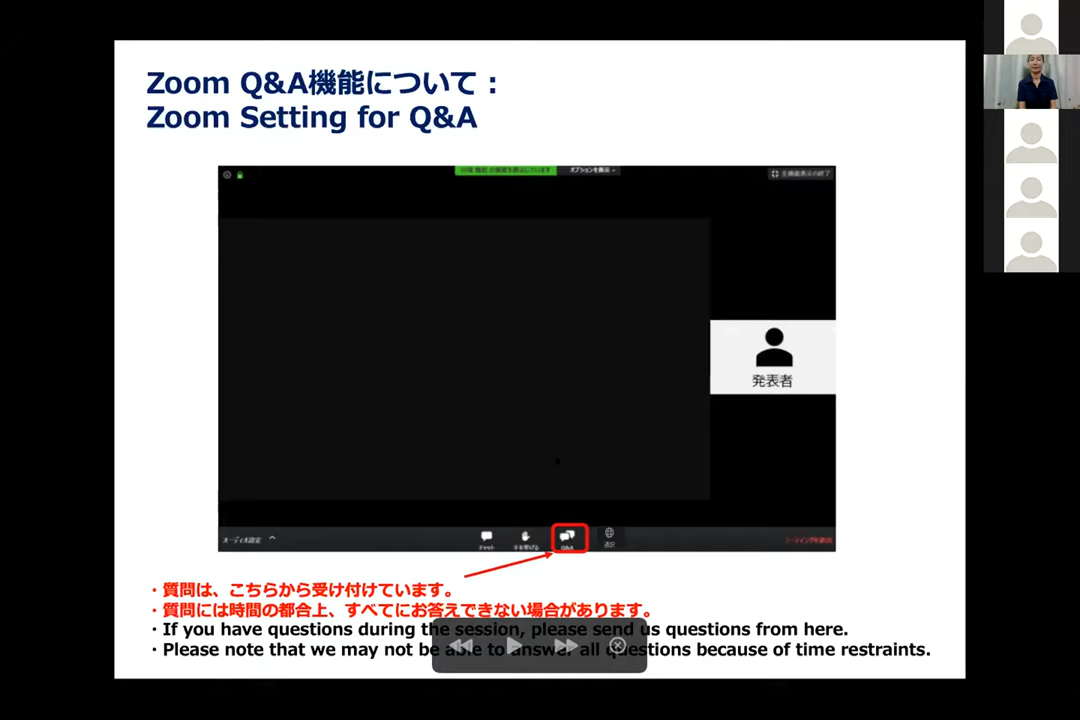 Zoom Q&A機能について：
Zoom Setting for Q&A
オプションを表示
全画面表示の終了
発表者
オーディオ設定
チャット
手を挙げる
Q&A
通訳
・質問は、こちらから受け付けています。
・質問には時間の都合上、すべてにお答えできない場合があります。
・If you have questions during the session, please send us questions from here.
・Please note that we may not be able to answer all questions because of time restraints.